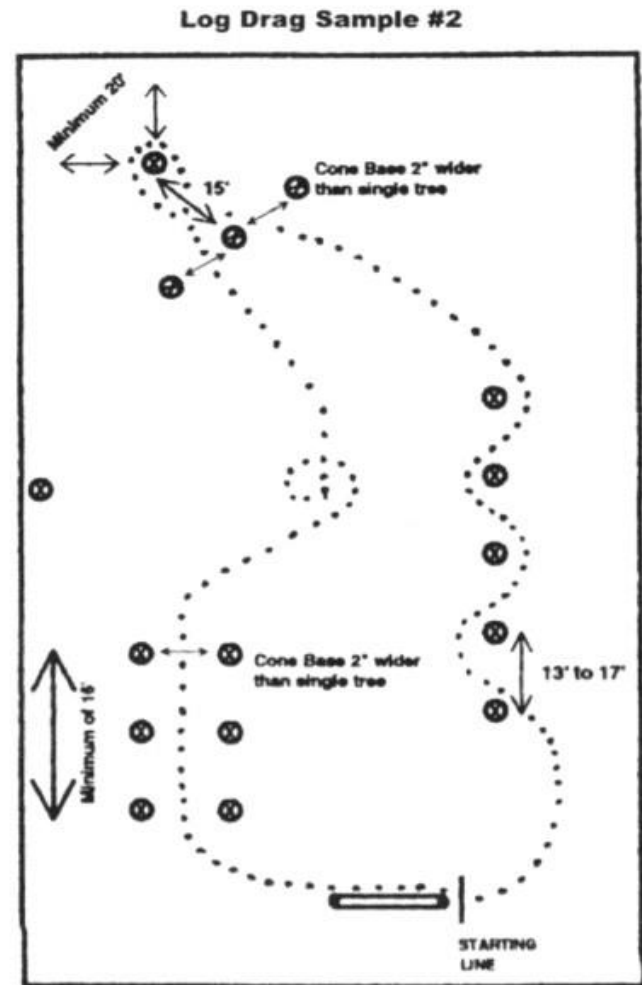 Log Drag Sample #2
Minimum 20'
15'
Cone Base 2" wider
than single tree
Cone Base 2" wider
than single tree
13' to 17'
Minimum of 16'
STARTING
LINE